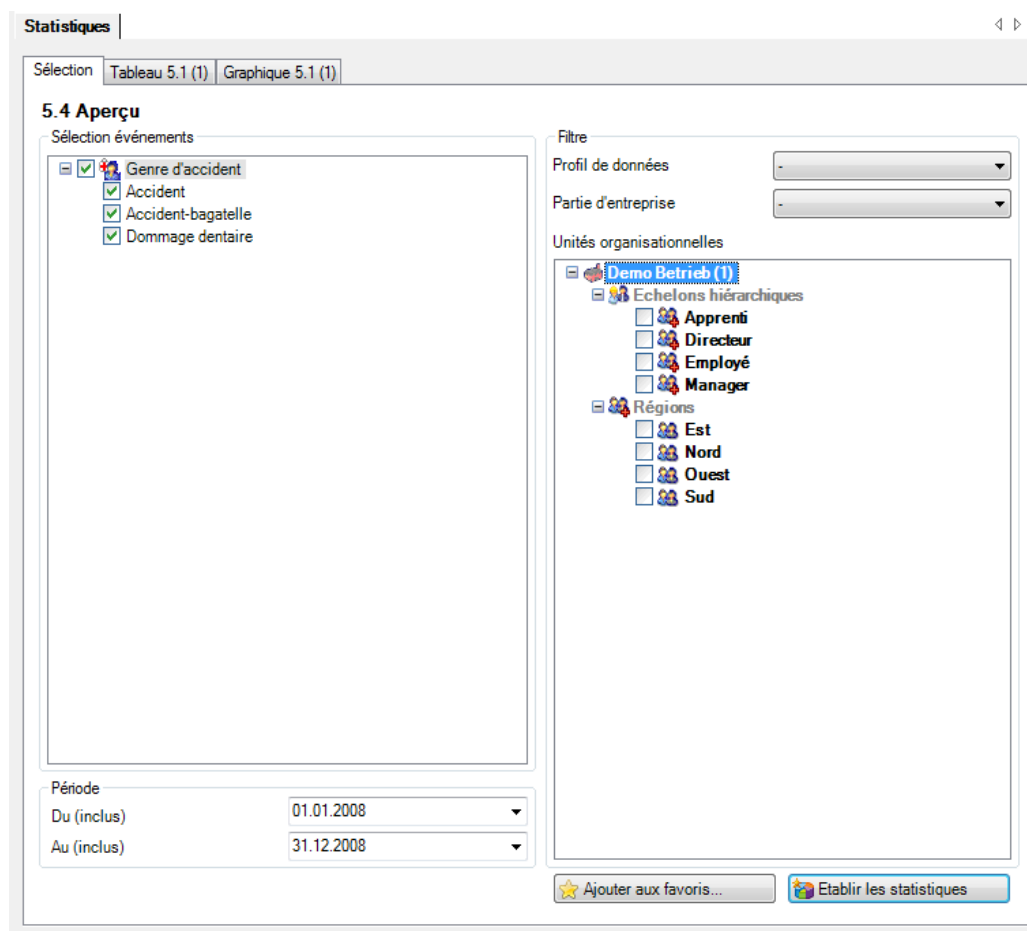 Statistiques
Sélection
Tableau 5.1 (1)
Graphique 5.1 (1)
5.4 Aperçu
Sélection événements
Genre d'accident
Accident
Accident-bagatelle
Dommage dentaire
Période
Du (inclus)
01.01.2008
Au (inclus)
31.12.2008
Filtre
Profil de données
-
Partie d'entreprise
-
Unités organisationnelles
Demo Betrieb (1)
Echelons hiérarchiques
Apprenti
Directeur
Employé
Manager
Régions
Est
Nord
Ouest
Sud
Ajouter aux favoris...
Etablir les statistiques